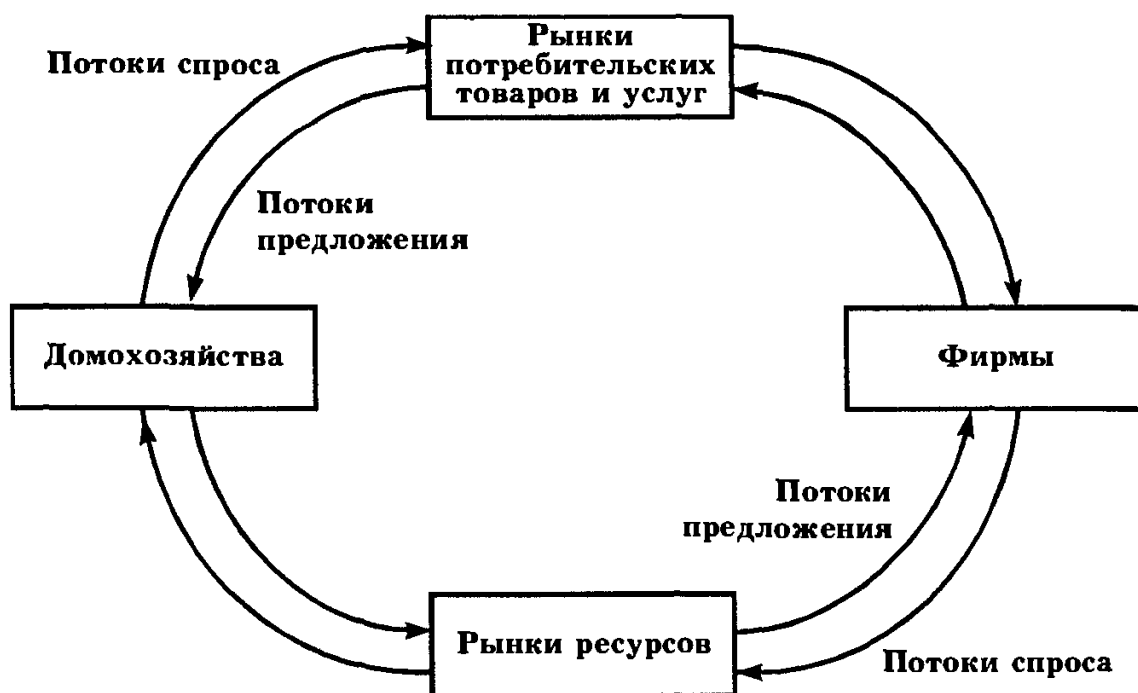 Рынки
потребительских
товаров и услуг
Потоки спроса
Потоки
предложения
Домохозяйства
Фирмы
Потоки
предложения
Рынки ресурсов
Потоки спроса